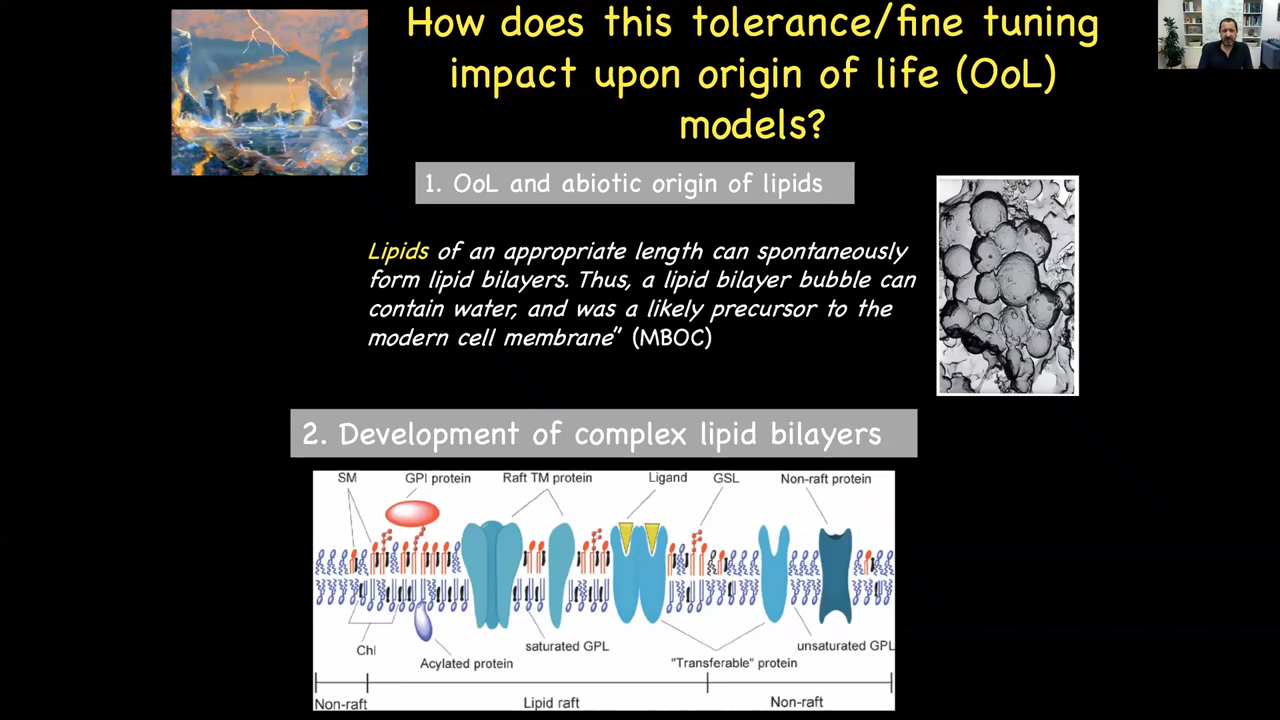 How does this tolerance/fine tuning
impact upon origin of life (OoL)
models?
1. OoL and abiotic origin of lipids
Lipids of an appropriate length can spontaneously
form lipid bilayers. Thus, a lipid bilayer bubble can
contain water, and was a likely precursor to the
modern cell membrane” (MBOC)
2. Development of complex lipid bilayers
SM GPI protein Raft TM protein Ligand GSL Non-raft protein
Chl
saturated GPL
unsaturated GPL
Acylated protein
"Transferable" protein
Non-raft Lipid raft Non-raft